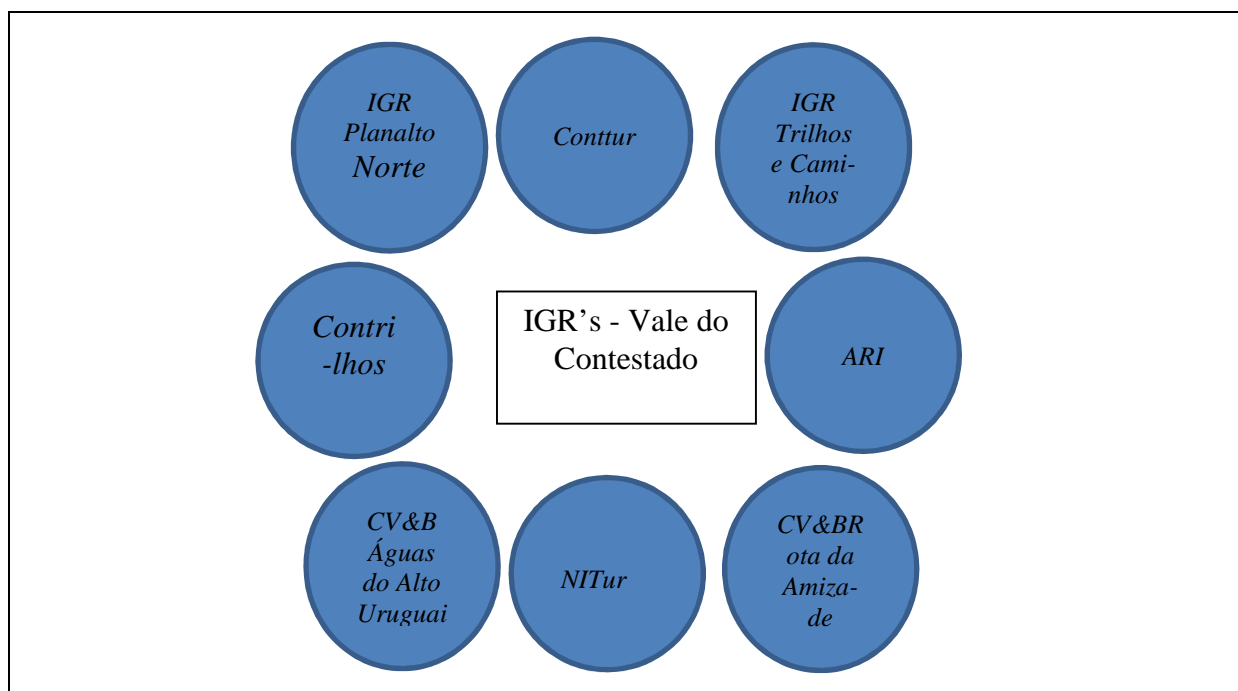 IGR
Planalto
Norte
Conttur
IGR
Trilhos
e Cami-
nhos
Contri
-lhos
IGR’s - Vale do
Contestado
ARI
CV&B
Águas
do Alto
Uruguai
NITur
CV&BR
ota da
Amiza-
de